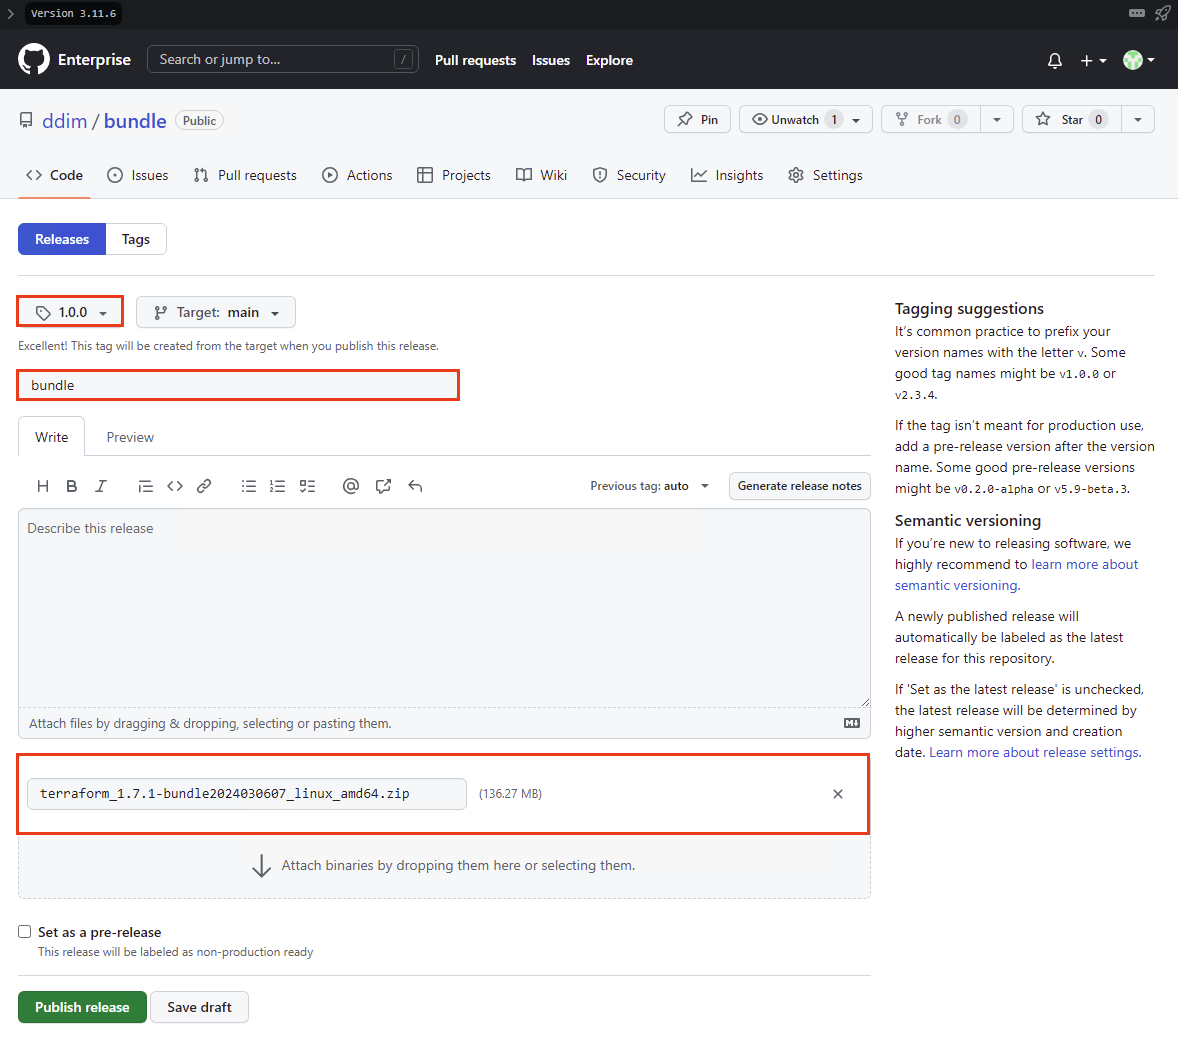 Version 3.11.6
Enterprise Search or jump to... / Pull requests Issues Explore
ddim / bundle Public Pin Unwatch 1 Fork 0 Star 0
Code Issues Pull requests Actions Projects Wiki Security Insights Settings
Releases Tags
1.0.0 Target: main
Excellent! This tag will be created from the target when you publish this release.
bundle
Write Preview
H B I Previous tag: auto Generate release notes
Describe this release
Attach files by dragging & dropping, selecting or pasting them.
terraform_1.7.1-bundle2024030607_linux_amd64.zip (136.27 MB)
Attach binaries by dropping them here or selecting them.
Set as a pre-release
This release will be labeled as non-production ready
Publish release Save draft
Tagging suggestions
It’s common practice to prefix your
version names with the letter v. Some
good tag names might be v1.0.0 or
v2.3.4.
If the tag isn’t meant for production use,
add a pre-release version after the version
name. Some good pre-release versions
might be v0.2.0-alpha or v5.9-beta.3.
Semantic versioning
If you’re new to releasing software, we
highly recommend to learn more about
semantic versioning.
A newly published release will
automatically be labeled as the latest
release for this repository.
If 'Set as the latest release' is unchecked,
the latest release will be determined by
higher semantic version and creation
date. Learn more about release settings.